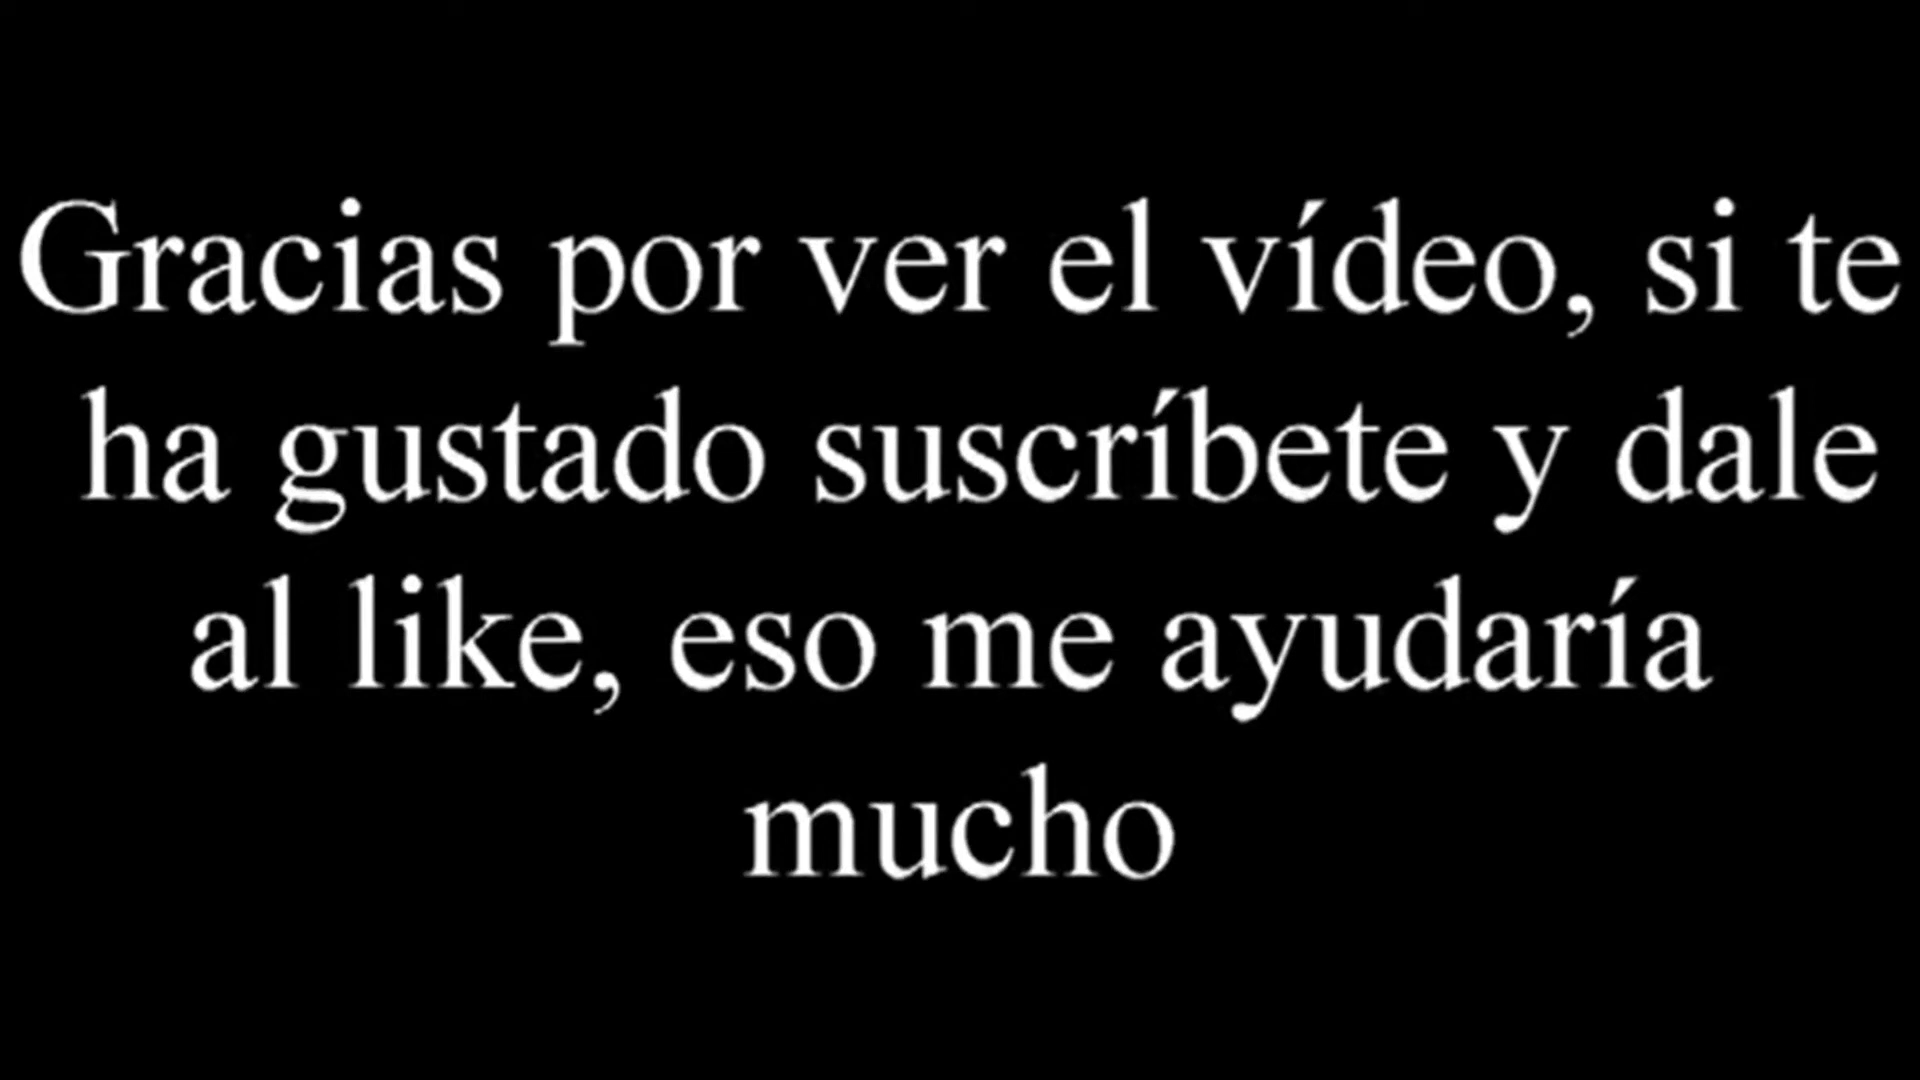 Gracias por ver el vídeo, si te
ha gustado suscríbete y dale
al like, eso me ayudaría
mucho